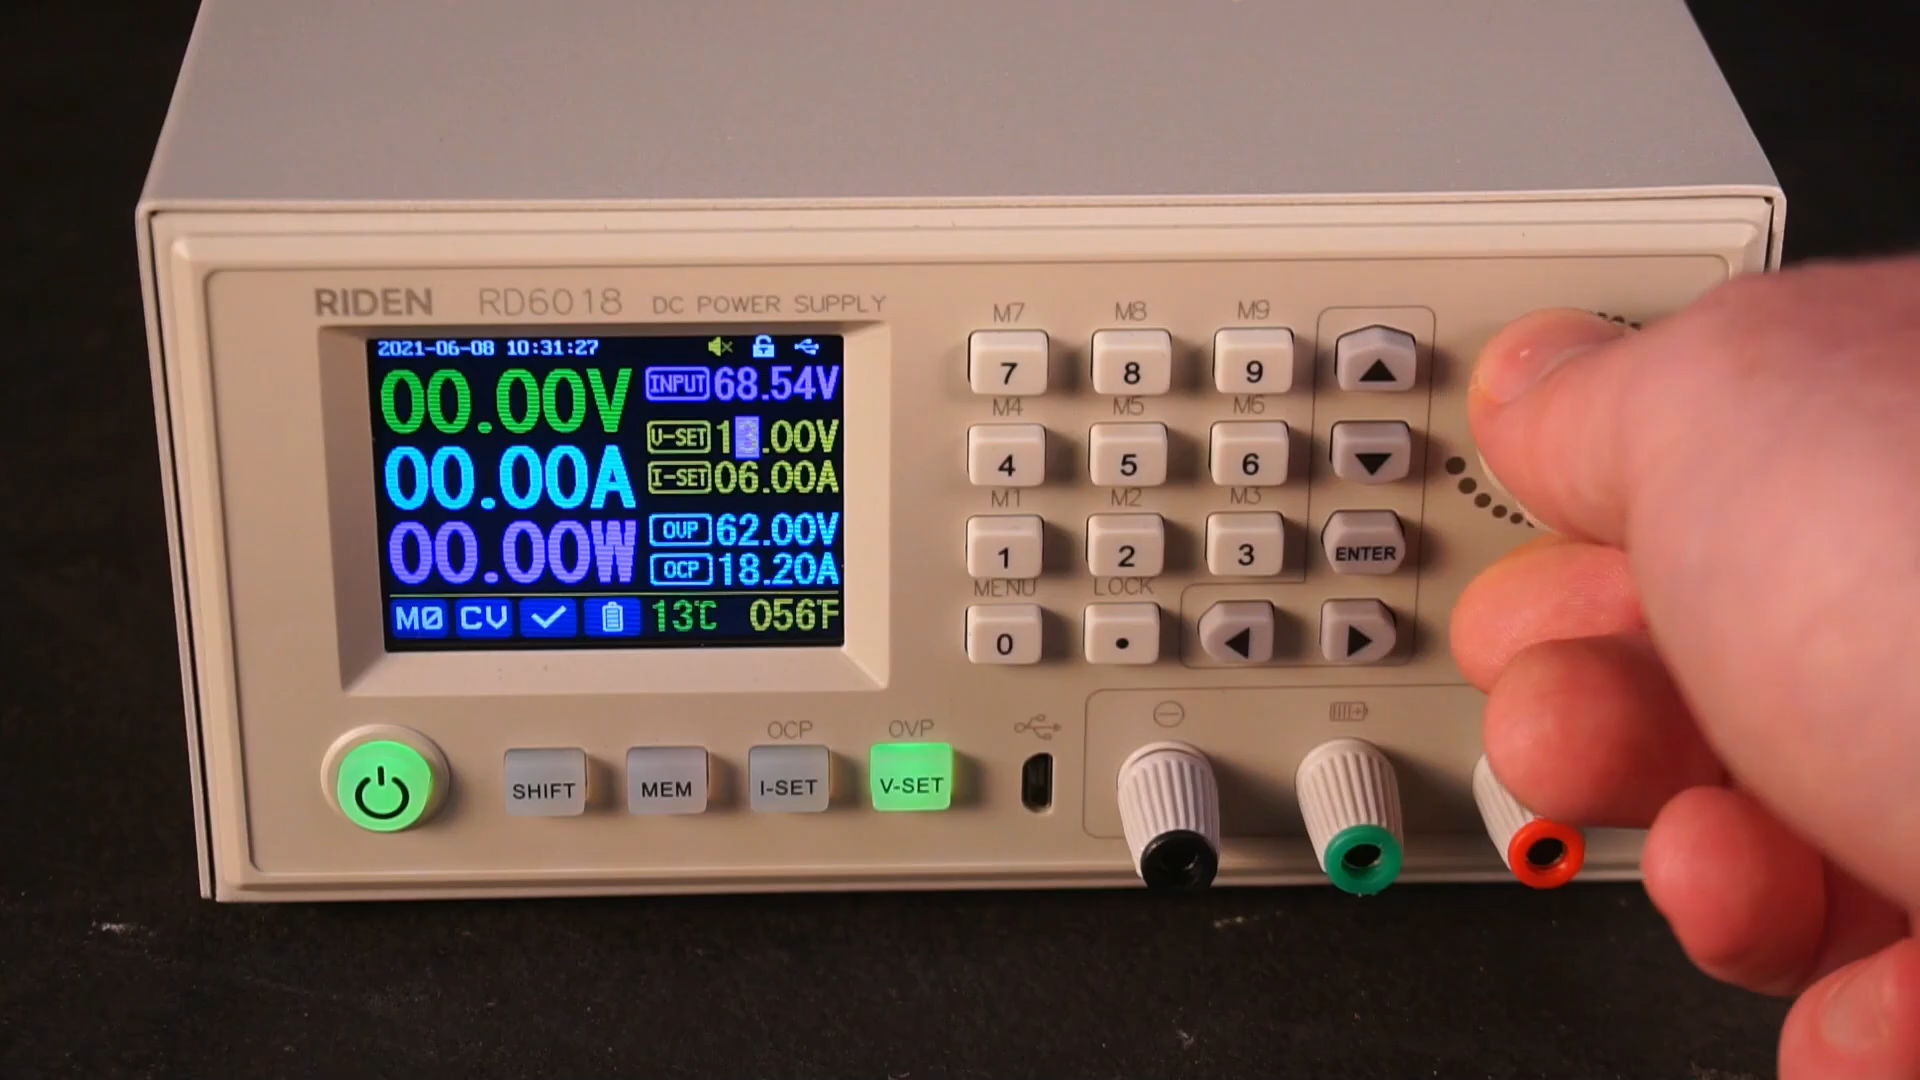 RIDEN RD6018 DC POWER SUPPLY
2021-06-08 10:31:27
00.00V
00.00A
00.00W
INPUT 68.54V
V-SET
I-SET 06.00A
OVP 62.00V
OCP 18.20A
M0 CV 13℃ 056℉
M7 M8 M9
7 8 9
M4 M5 M6
4 5 6
M1 M2 M3
1 2 3
ENTER
MENU LOCK
0 .
OCP OVP
SHIFT MEM I-SET V-SET